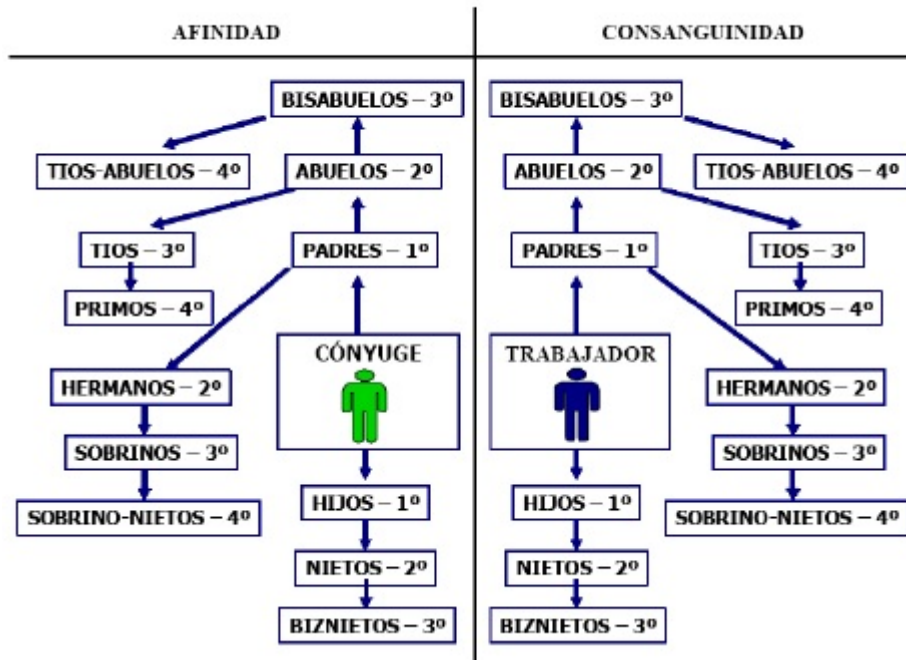 AFINIDAD
BISABUELOS – 3º
TIOS-ABUELOS – 4º
ABUELOS – 2º
TIOS – 3º
PADRES – 1º
PRIMOS – 4º
CÓNYUGE
HERMANOS – 2º
SOBRINOS – 3º
SOBRINO-NIETOS – 4º
HIJOS – 1º
NIETOS – 2º
BIZNIETOS – 3º
CONSANGUINIDAD
BISABUELOS – 3º
ABUELOS – 2º
TIOS-ABUELOS – 4º
PADRES – 1º
TIOS – 3º
PRIMOS – 4º
TRABAJADOR
HERMANOS – 2º
SOBRINOS – 3º
SOBRINO-NIETOS – 4º
HIJOS – 1º
NIETOS – 2º
BIZNIETOS – 3º